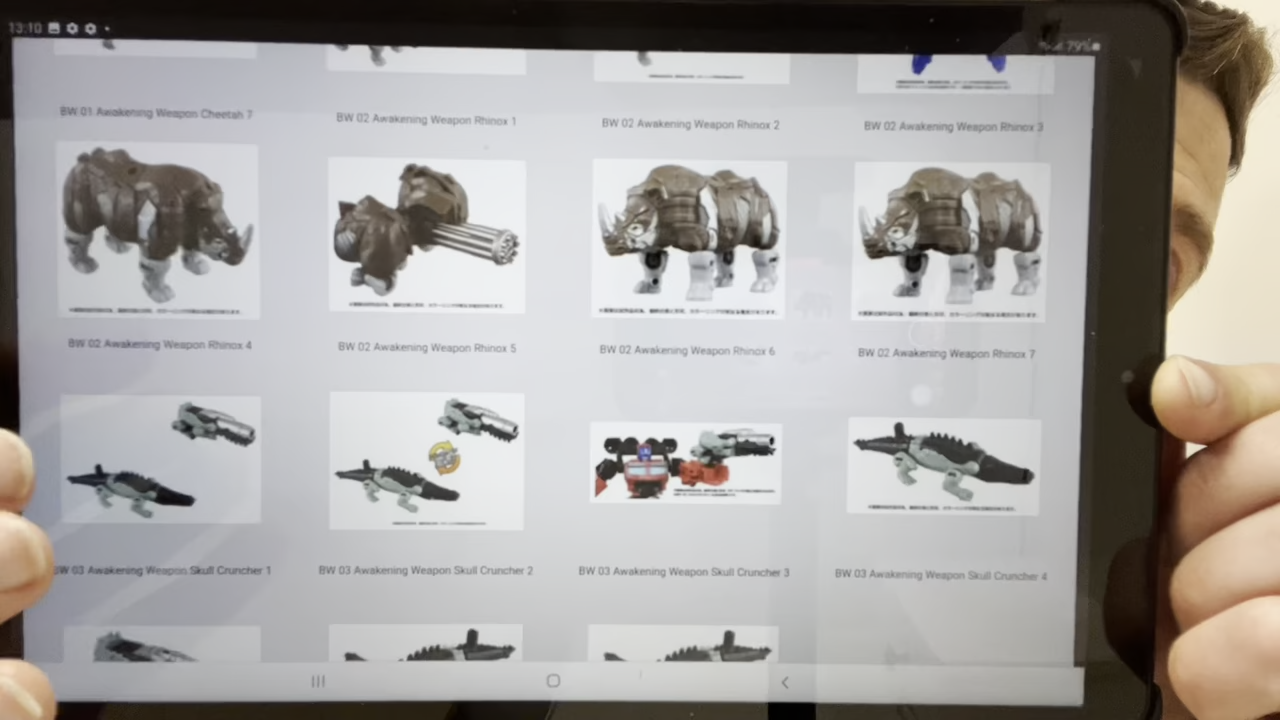 13:10
79%
BW 01 Awakening Weapon Cheetah 7
BW 02 Awakening Weapon Rhinox 1
BW 02 Awakening Weapon Rhinox 2
BW 02 Awakening Weapon Rhinox 3
BW 02 Awakening Weapon Rhinox 4
BW 02 Awakening Weapon Rhinox 5
BW 02 Awakening Weapon Rhinox 6
BW 02 Awakening Weapon Rhinox 7
BW 03 Awakening Weapon Skull Cruncher 1
BW 03 Awakening Weapon Skull Cruncher 2
BW 03 Awakening Weapon Skull Cruncher 3
BW 03 Awakening Weapon Skull Cruncher 4